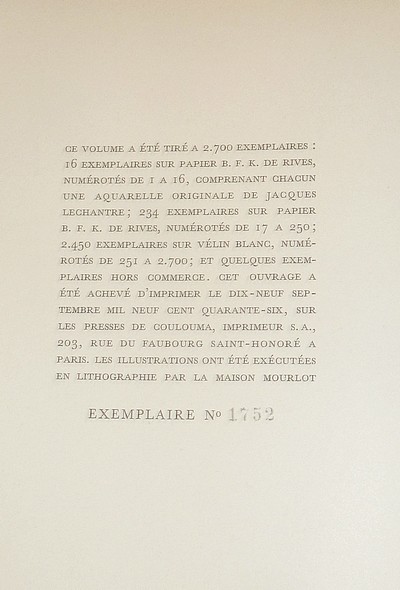 CE VOLUME A ÉTÉ TIRÉ A 2.700 EXEMPLAIRES :
16 EXEMPLAIRES SUR PAPIER B. F. K. DE RIVES,
NUMÉROTÉS DE 1 A 16, COMPRENANT CHACUN
UNE AQUARELLE ORIGINALE DE JACQUES
LECHANTRE ; 234 EXEMPLAIRES SUR PAPIER
B. F. K. DE RIVES, NUMÉROTÉS DE 17 A 250 ;
2.450 EXEMPLAIRES SUR VÉLIN BLANC, NUMÉ-
ROTÉS DE 251 A 2.700 ; ET QUELQUES EXEM-
PLAIRES HORS COMMERCE. CET OUVRAGE A
ÉTÉ ACHEVÉ D'IMPRIMER LE DIX-NEUF SEP-
TEMBRE MIL NEUF CENT QUARANTE-SIX, SUR
LES PRESSES DE COULOUMA, IMPRIMEUR S.A.,
203, RUE DU FAUBOURG SAINT-HONORÉ A
PARIS. LES ILLUSTRATIONS ONT ÉTÉ EXÉCUTÉES
EN LITHOGRAPHIE PAR LA MAISON MOURLOT
EXEMPLAIRE Nº 1752